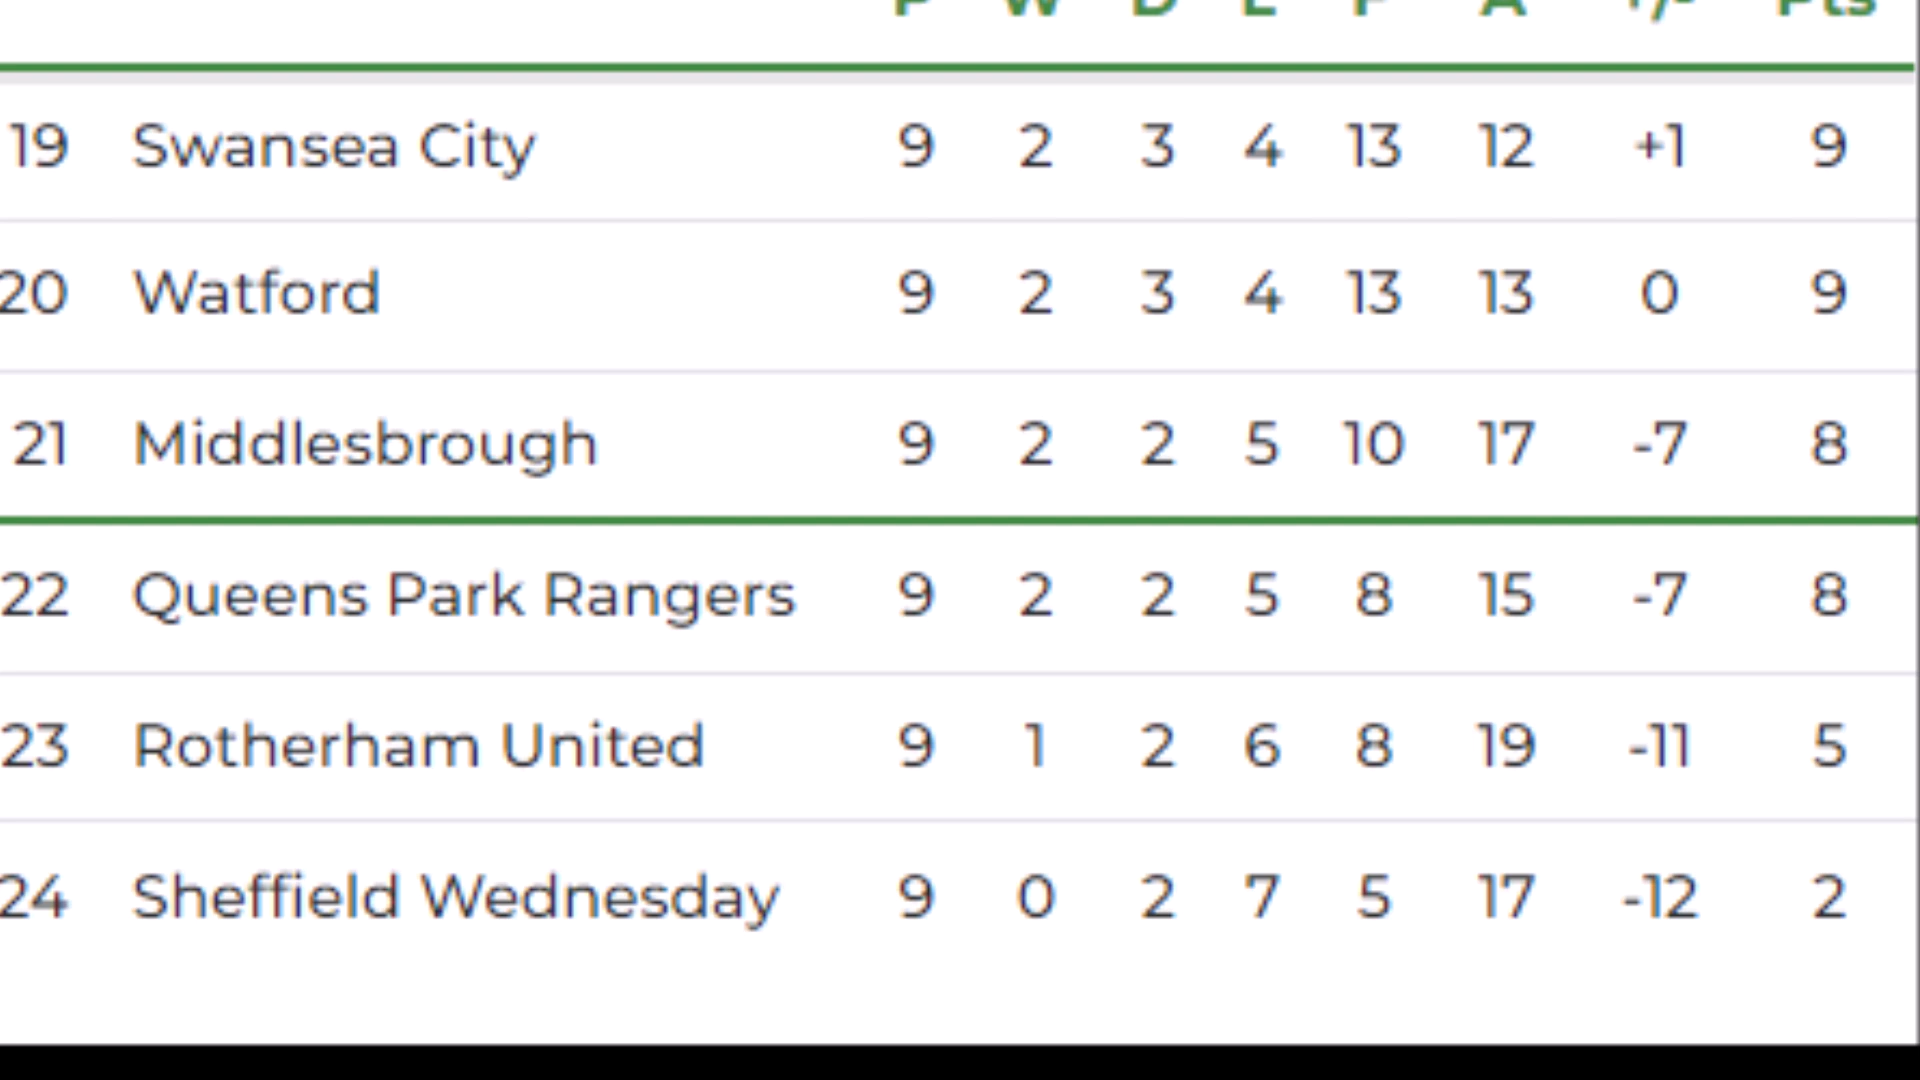 P W D L F A +/- Pts
19 Swansea City 9 2 3 4 13 12 +1 9
20 Watford 9 2 3 4 13 13 0 9
21 Middlesbrough 9 2 2 5 10 17 -7 8
22 Queens Park Rangers 9 2 2 5 8 15 -7 8
23 Rotherham United 9 1 2 6 8 19 -11 5
24 Sheffield Wednesday 9 0 2 7 5 17 -12 2